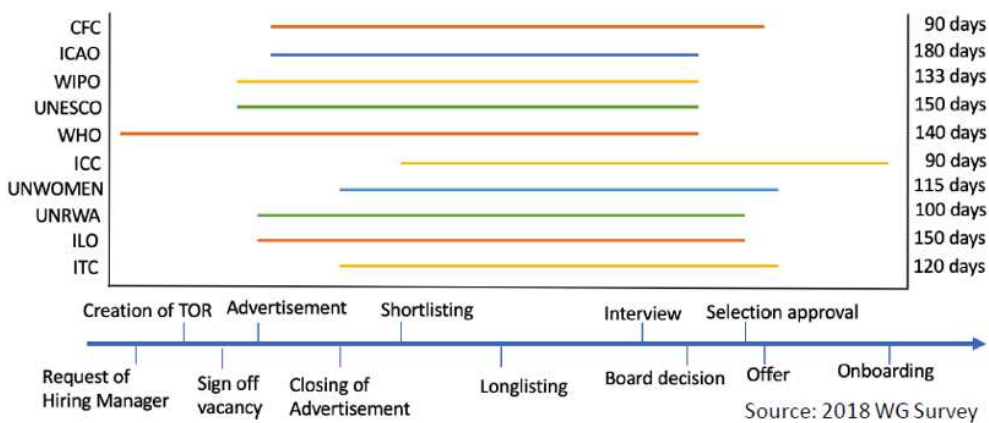 CFC 90 days
ICAO 180 days
WIPO 133 days
UNESCO 150 days
WHO 140 days
ICC 90 days
UNWOMEN 115 days
UNRWA 100 days
ILO 150 days
ITC 120 days
Creation of TOR Advertisement Shortlisting Interview Selection approval
Request of
Hiring Manager
Sign off
vacancy
Closing of
Advertisement
Longlisting
Board decision
Offer
Onboarding
Source: 2018 WG Survey